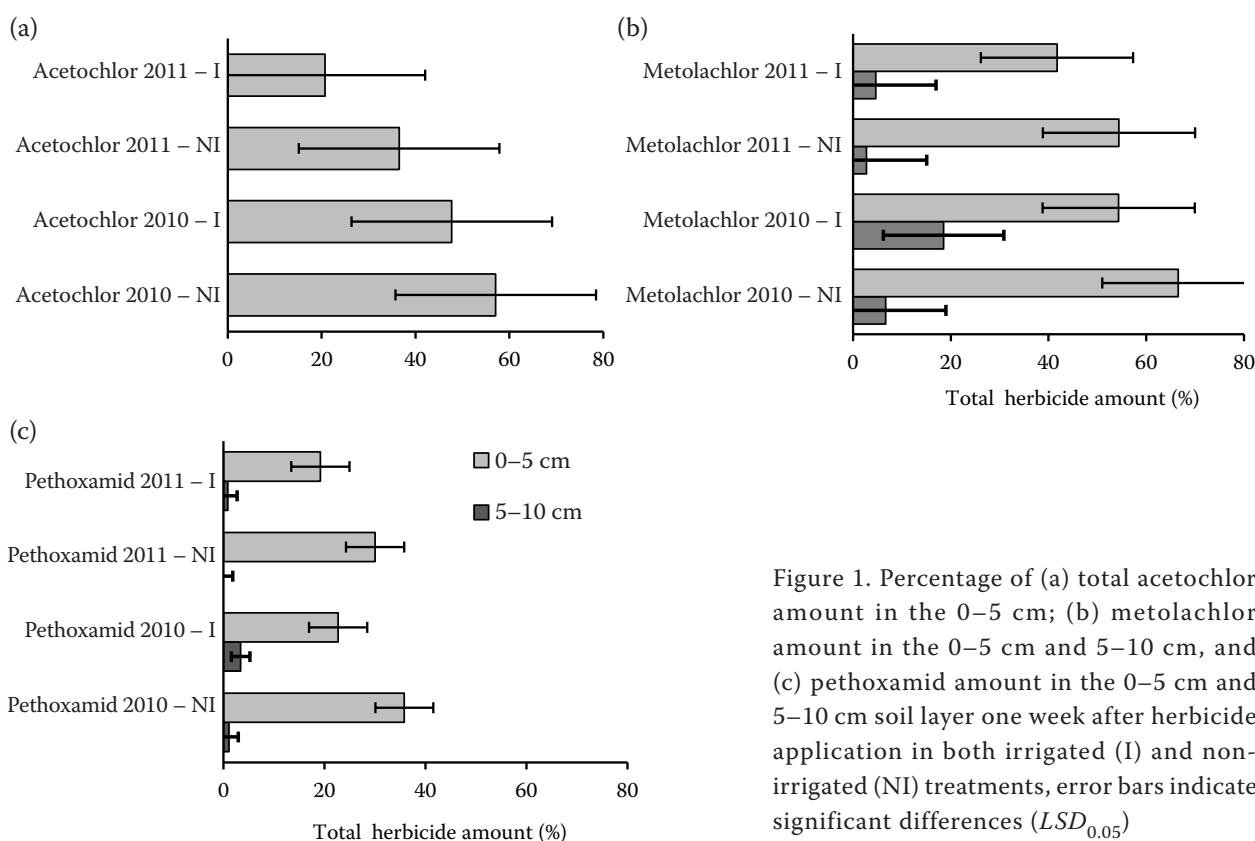 (a)
Acetochlor 2011 – I
Acetochlor 2011 – NI
Acetochlor 2010 – I
Acetochlor 2010 – NI
0 20 40 60 80
(b)
Metolachlor 2011 – I
Metolachlor 2011 – NI
Metolachlor 2010 – I
Metolachlor 2010 – NI
0 20 40 60 80
Total herbicide amount (%)
(c)
Pethoxamid 2011 – I
Pethoxamid 2011 – NI
Pethoxamid 2010 – I
Pethoxamid 2010 – NI
0 20 40 60 80
Total herbicide amount (%)
0–5 cm
5–10 cm
Figure 1. Percentage of (a) total acetochlor
amount in the 0–5 cm; (b) metolachlor
amount in the 0–5 cm and 5–10 cm, and
(c) pethoxamid amount in the 0–5 cm and
5–10 cm soil layer one week after herbicide
application in both irrigated (I) and non-
irrigated (NI) treatments, error bars indicate
significant differences (LSD0.05)